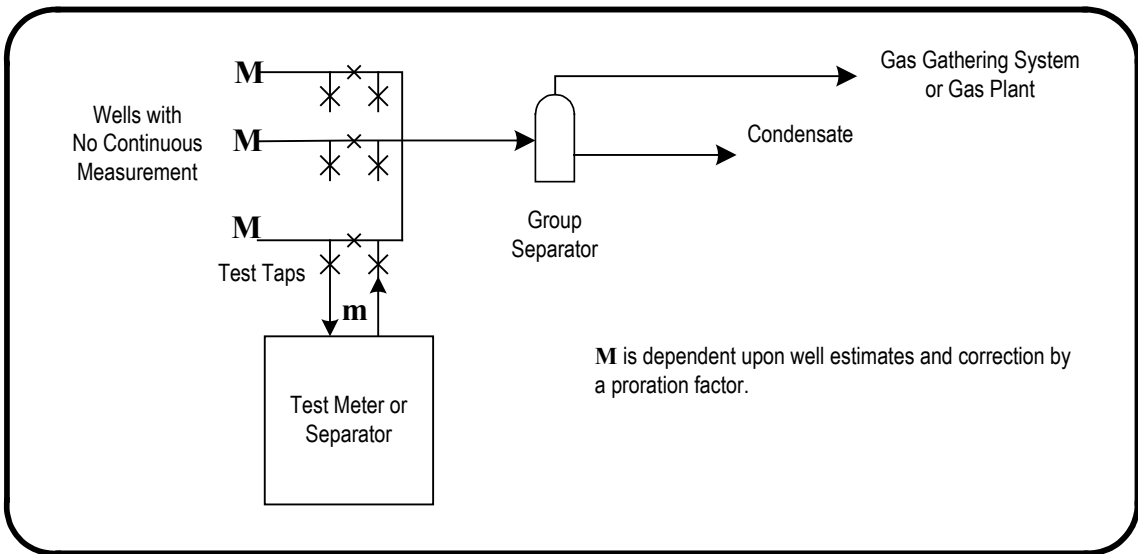 M
M
M
Wells with
No Continuous
Measurement
Test Taps
m
Test Meter or
Separator
Group
Separator
Gas Gathering System
or Gas Plant
Condensate
M is dependent upon well estimates and correction by
a proration factor.